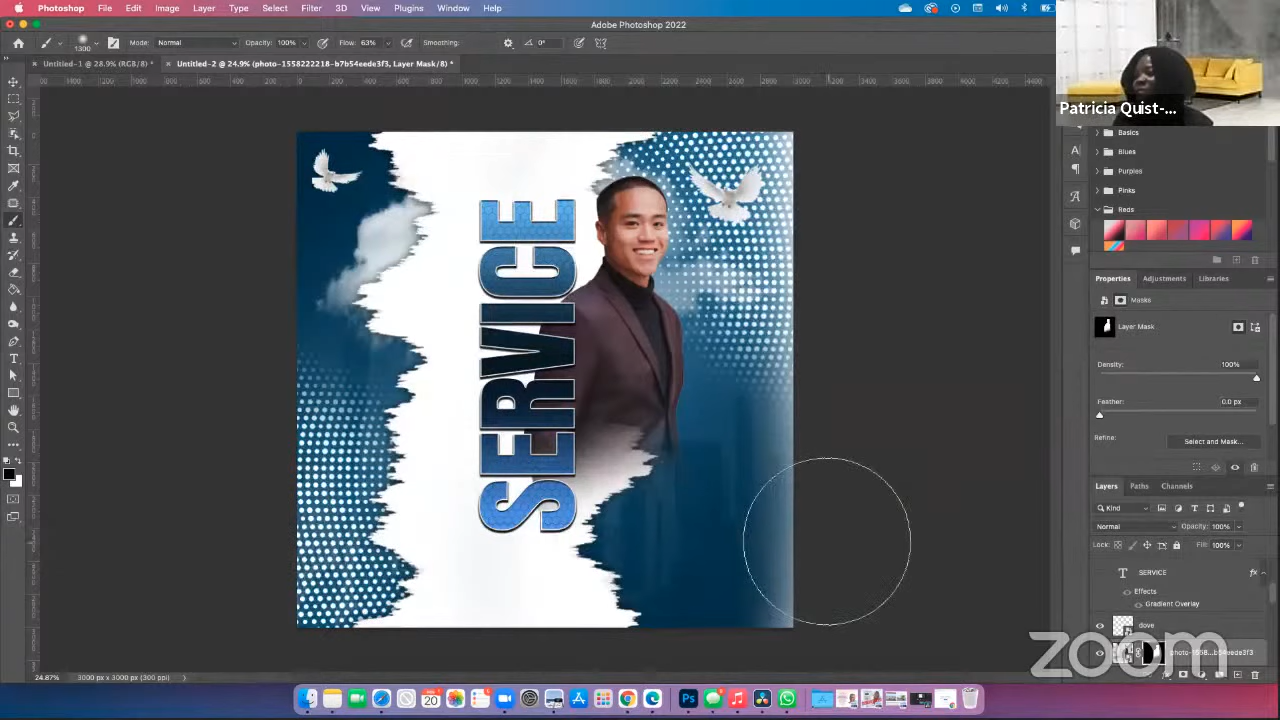 Photoshop File Edit Image Layer Type Select Filter 3D View Plugins Window Help
Adobe Photoshop 2022
1300 Mode: Normal Opacity: 100% Flow: 63% Smoothing: 0°
Untitled-1 @ 28.9% (RGB/8) *
Untitled-2 @ 24.9% (photo-1558222218-b7b54eede3f3, Layer Mask/8) *
Patricia Quist-...
Basics
Blues
Purples
Pinks
Reds
SERVICE
Properties Adjustments Libraries
Masks
Layer Mask
Density: 100%
Feather: 0.0 px
Refine: Select and Mask...
Layers Paths Channels
Kind
Normal Opacity: 100%
Lock: Fill: 100%
T SERVICE fx
Effects
Gradient Overlay
dove
zoom
24.87% 3000 px x 3000 px (300 ppi)
20